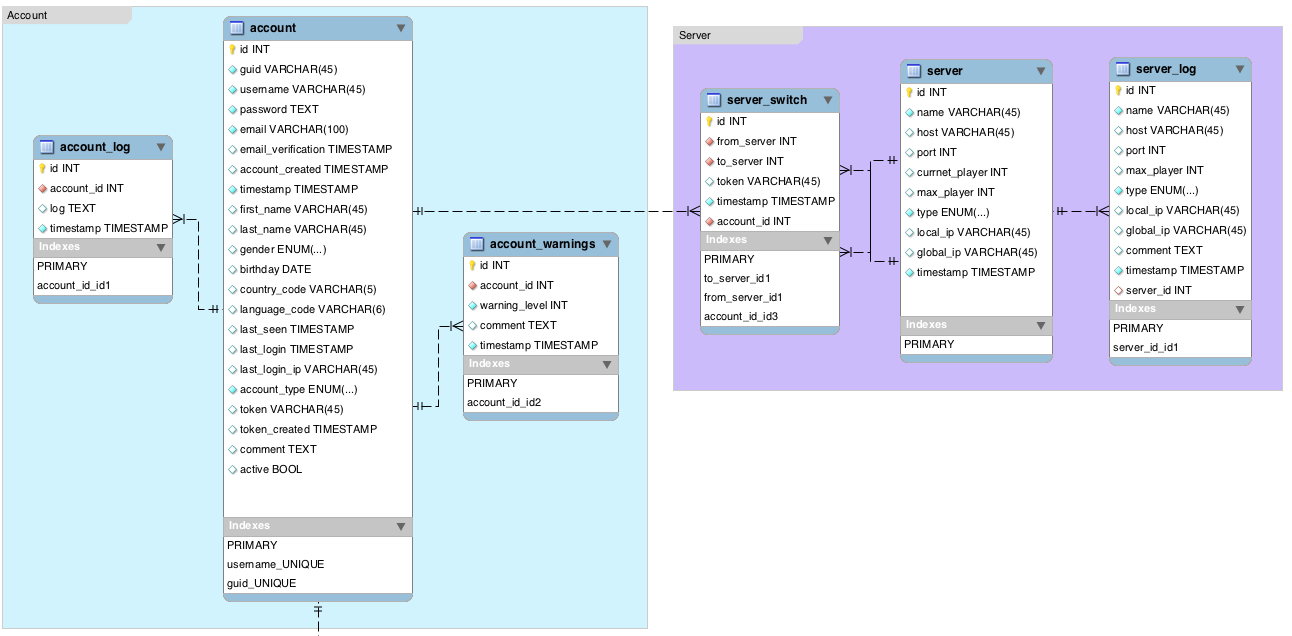 Account
account_log
id INT
account_id INT
log TEXT
timestamp TIMESTAMP
Indexes
PRIMARY
account_id_id1
account
id INT
guid VARCHAR(45)
username VARCHAR(45)
password TEXT
email VARCHAR(100)
email_verification TIMESTAMP
account_created TIMESTAMP
timestamp TIMESTAMP
first_name VARCHAR(45)
last_name VARCHAR(45)
gender ENUM(...)
birthday DATE
country_code VARCHAR(5)
language_code VARCHAR(6)
last_seen TIMESTAMP
last_login TIMESTAMP
last_login_ip VARCHAR(45)
account_type ENUM(...)
token VARCHAR(45)
token_created TIMESTAMP
comment TEXT
active BOOL
Indexes
PRIMARY
username_UNIQUE
guid_UNIQUE
account_warnings
id INT
account_id INT
warning_level INT
comment TEXT
timestamp TIMESTAMP
Indexes
PRIMARY
account_id_id2
Server
server_switch
id INT
from_server INT
to_server INT
token VARCHAR(45)
timestamp TIMESTAMP
account_id INT
Indexes
PRIMARY
to_server_id1
from_server_id1
account_id_id3
server
id INT
name VARCHAR(45)
host VARCHAR(45)
port INT
currnet_player INT
max_player INT
type ENUM(...)
local_ip VARCHAR(45)
global_ip VARCHAR(45)
timestamp TIMESTAMP
Indexes
PRIMARY
server_log
id INT
name VARCHAR(45)
host VARCHAR(45)
port INT
max_player INT
type ENUM(...)
local_ip VARCHAR(45)
global_ip VARCHAR(45)
comment TEXT
timestamp TIMESTAMP
server_id INT
Indexes
PRIMARY
server_id_id1